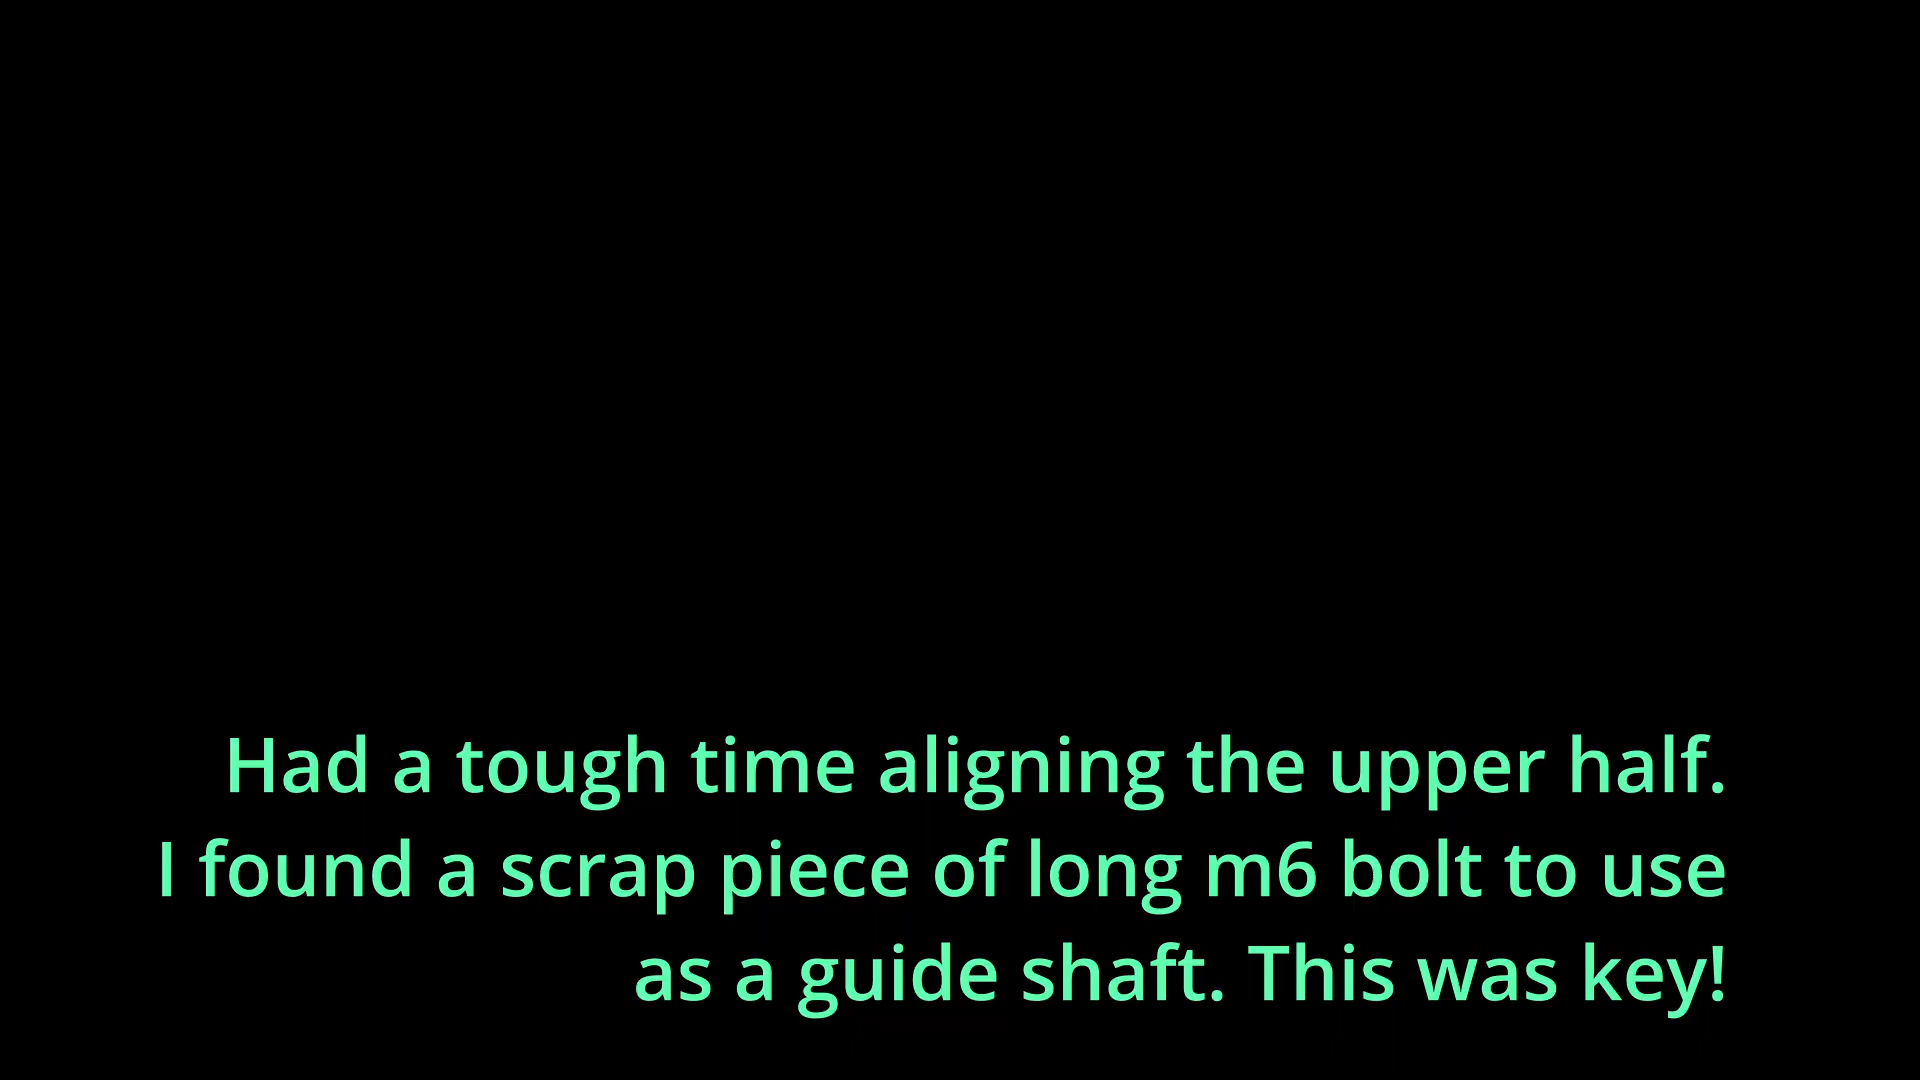 Had a tough time aligning the upper half.
I found a scrap piece of long m6 bolt to use
as a guide shaft. This was key!